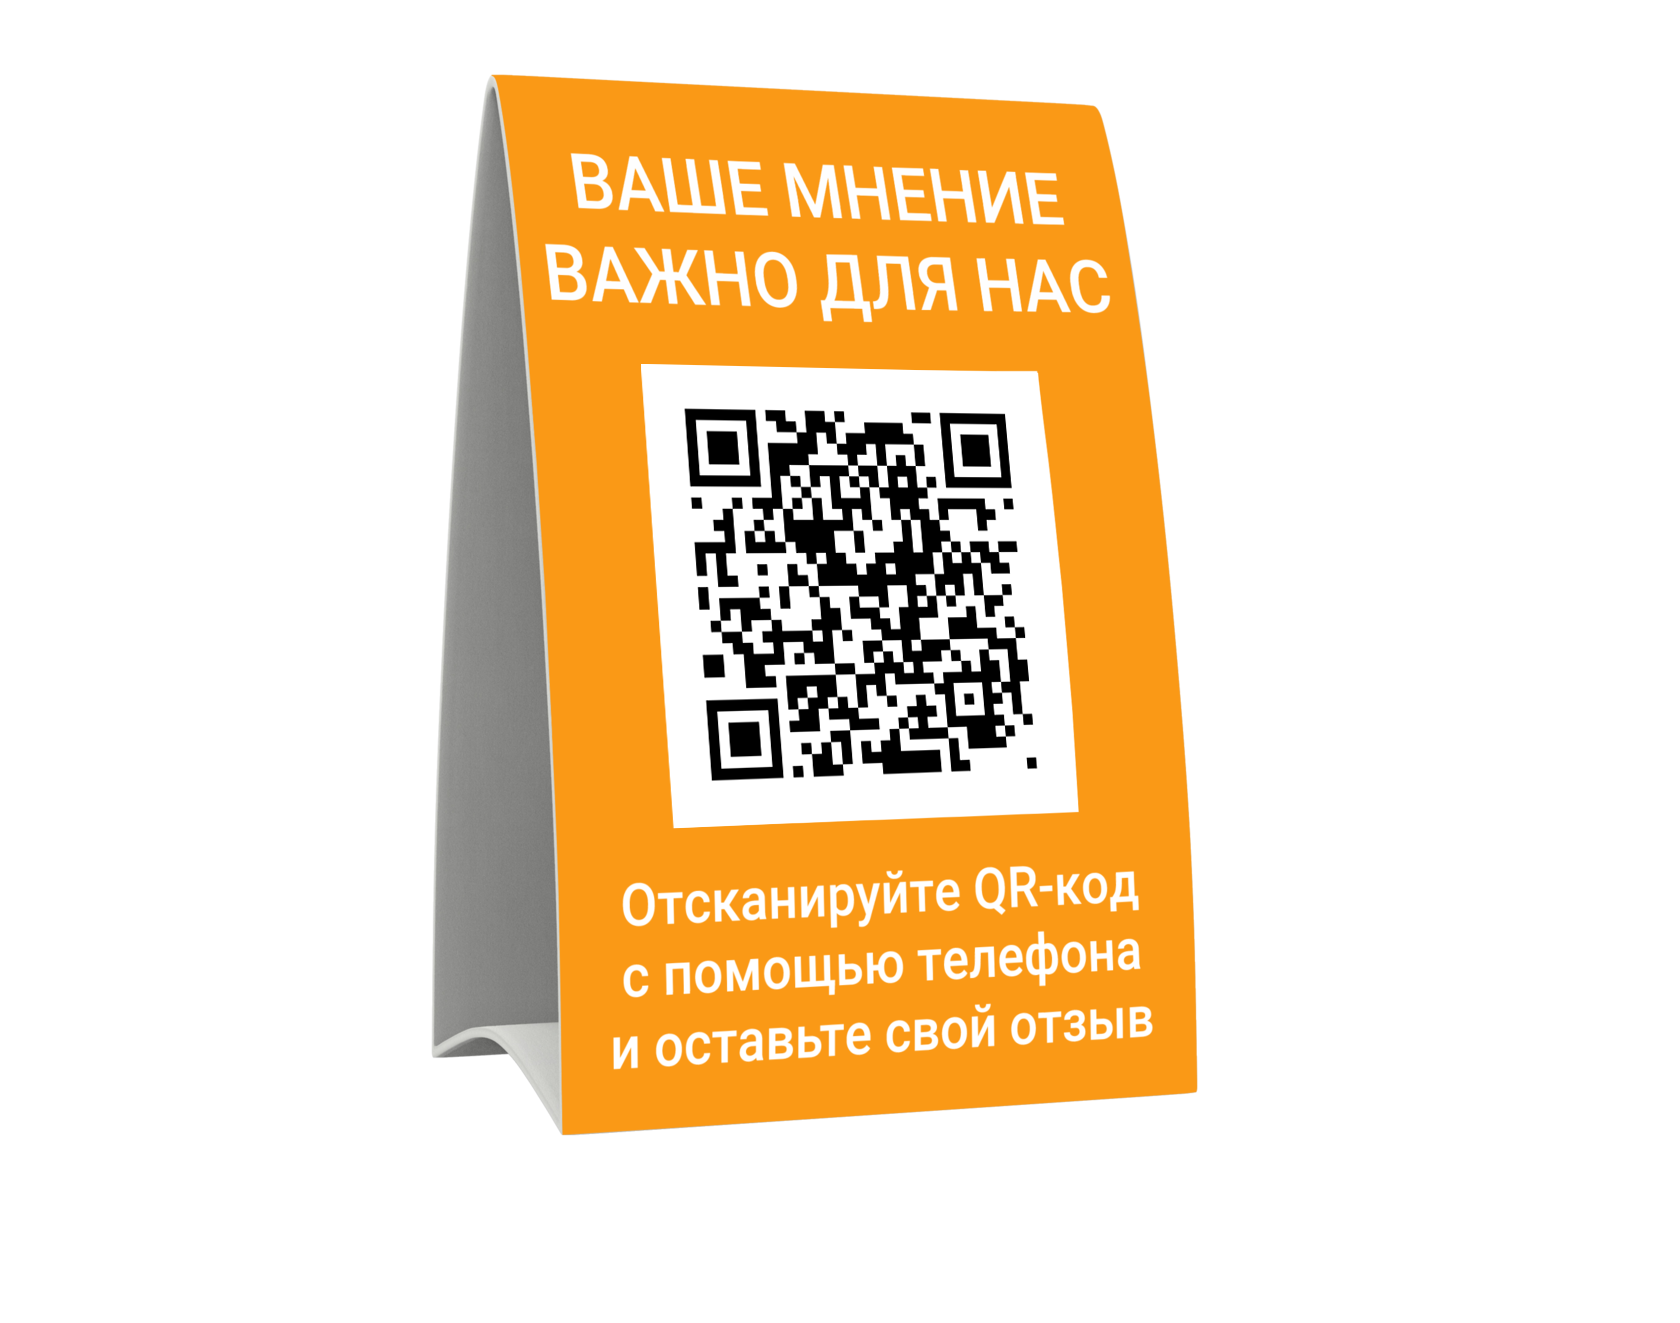 ВАШЕ МНЕНИЕ
ВАЖНО ДЛЯ НАС
Отсканируйте QR-код
с помощью телефона
и оставьте свой отзыв